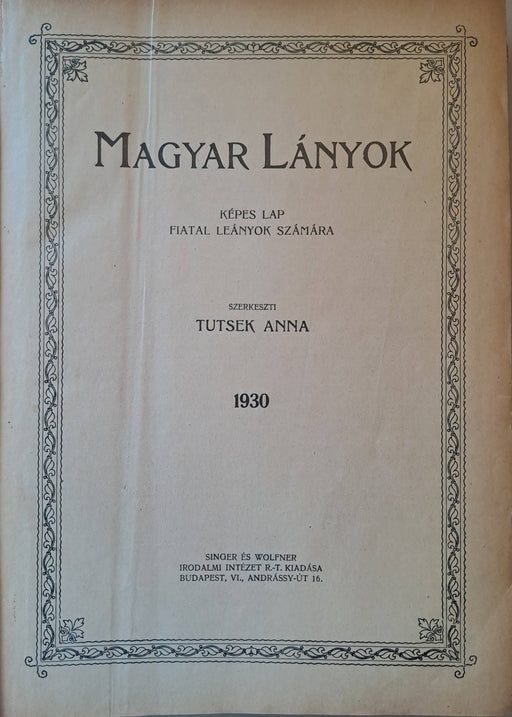 MAGYAR LÁNYOK
KÉPES LAP
FIATAL LEÁNYOK SZÁMÁRA
SZERKESZTI
TUTSEK ANNA
1930
SINGER ÉS WOLFNER
IRODALMI INTÉZET R.-T. KIADÁSA
BUDAPEST, VI., ANDRÁSSY-ÚT 16.